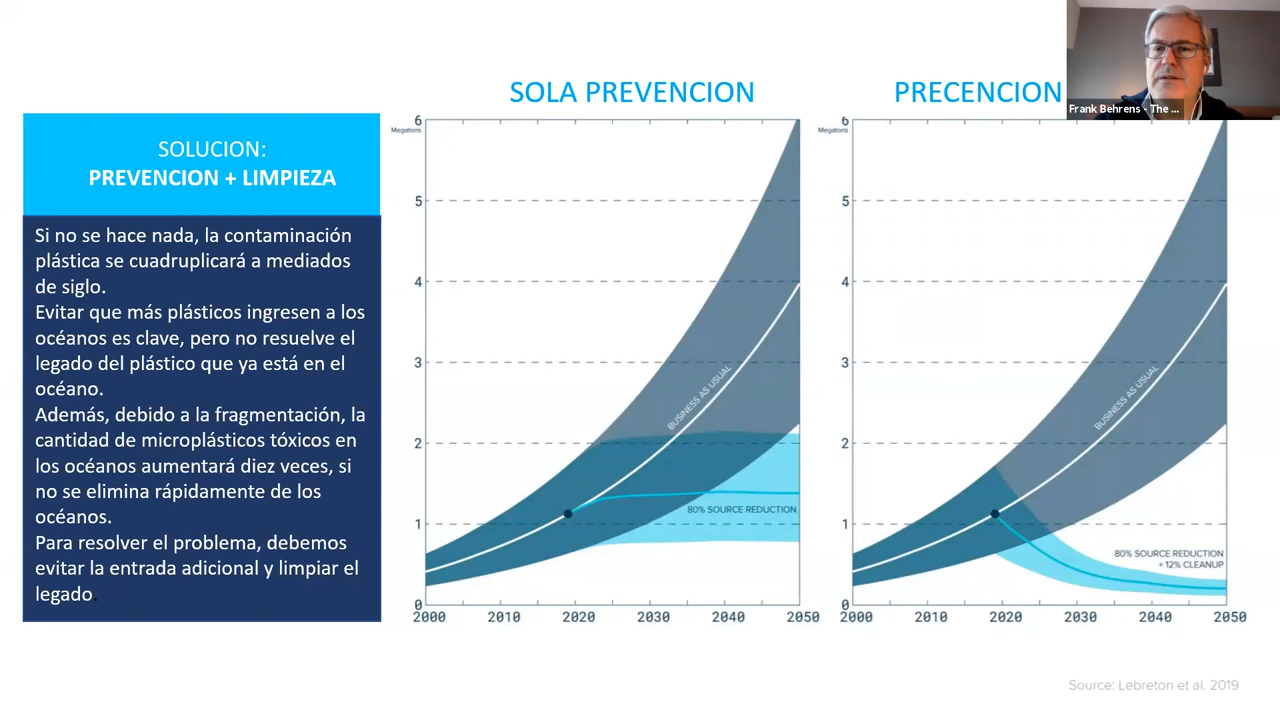 SOLA PREVENCION
PRECENCION
Frank Behrens - The ...
SOLUCION:
PREVENCION + LIMPIEZA
Si no se hace nada, la contaminación
plástica se cuadruplicará a mediados
de siglo.
Evitar que más plásticos ingresen a los
océanos es clave, pero no resuelve el
legado del plástico que ya está en el
océano.
Además, debido a la fragmentación, la
cantidad de microplásticos tóxicos en
los océanos aumentará diez veces, si
no se elimina rápidamente de los
océanos.
Para resolver el problema, debemos
evitar la entrada adicional y limpiar el
legado.
6
Megatons
5
4
3
2
1
0
BUSINESS AS USUAL
80% SOURCE REDUCTION
2000 2010 2020 2030 2040 2050
6
Megatons
5
4
3
2
1
0
BUSINESS AS USUAL
80% SOURCE REDUCTION
+ 12% CLEANUP
2000 2010 2020 2030 2040 2050
Source: Lebreton et al. 2019